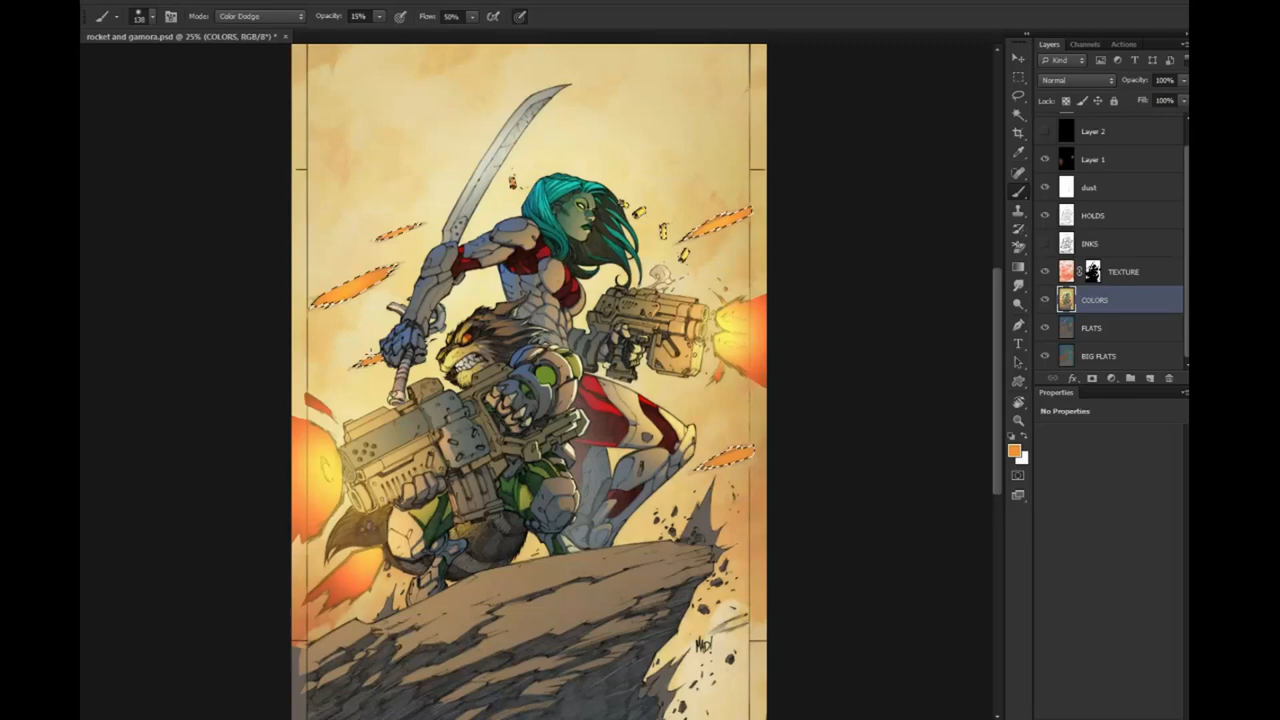 138 Mode: Color Dodge Opacity: 15% Flow: 50%
rocket and gamora.psd @ 25% (COLORS, RGB/8*) * ×
Layers Channels Actions
Kind
Normal Opacity: 100%
Lock: Fill: 100%
Layer 2
Layer 1
dust
HOLDS
INKS
TEXTURE
COLORS
FLATS
BIG FLATS
Properties
No Properties
MAD!